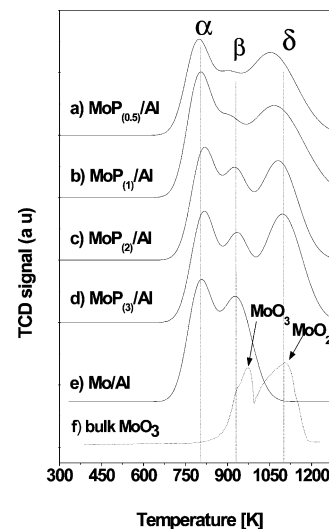 α β δ
a) MoP(0.5)/Al
b) MoP(1)/Al
c) MoP(2)/Al
d) MoP(3)/Al
MoO3
MoO2
e) Mo/Al
f) bulk MoO3
TCD signal (a u)
300 450 600 750 900 1050 1200
Temperature [K]